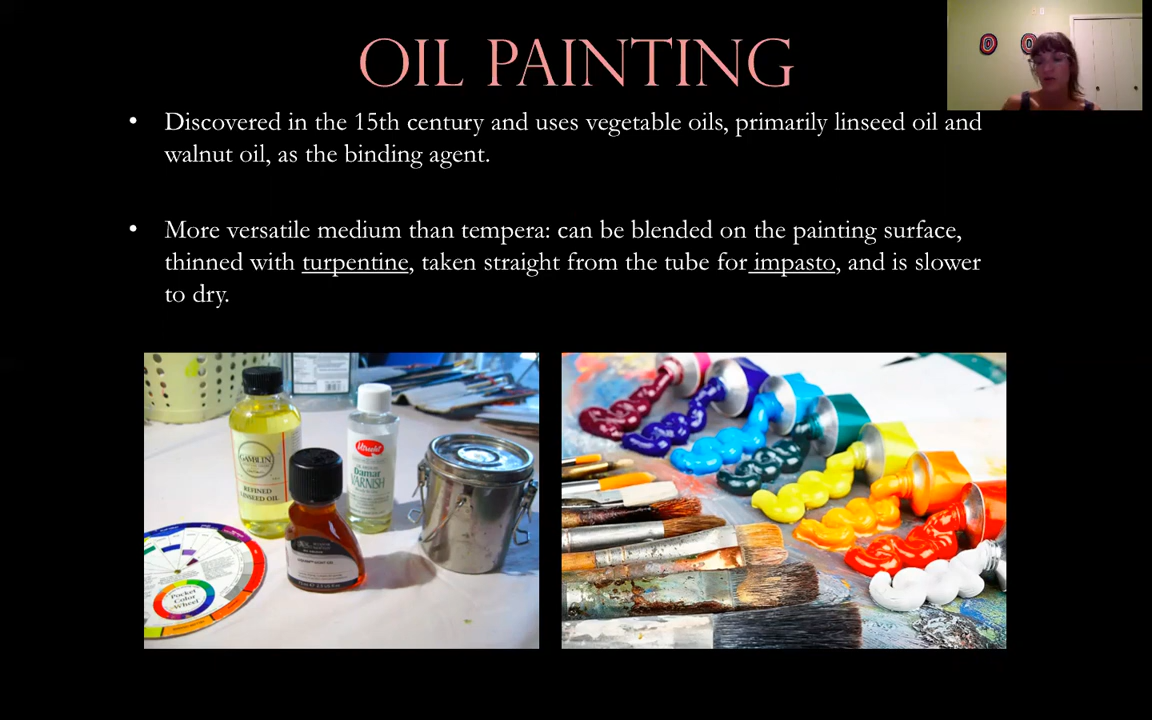 OIL PAINTING
• Discovered in the 15th century and uses vegetable oils, primarily linseed oil and
walnut oil, as the binding agent.
• More versatile medium than tempera: can be blended on the painting surface,
thinned with turpentine, taken straight from the tube for impasto, and is slower
to dry.
GAMBLIN
REFINED
LINSEED OIL
Utrecht
Damar
VARNISH
Pocket
Color
Wheel